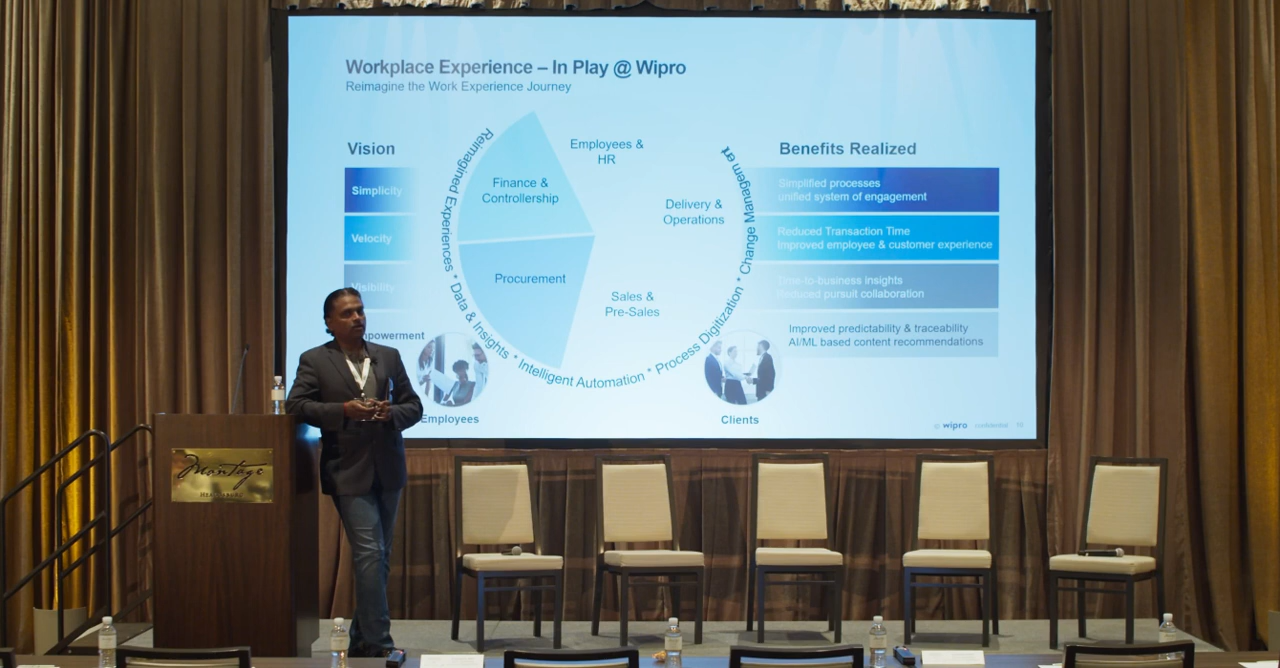 Workplace Experience – In Play @ Wipro
Reimagine the Work Experience Journey
Vision
Simplicity
Velocity
Visibility
powerment
Reimagined Experiences * Data & Insights * Intelligent Automation * Process Digitization * Change Management
Finance &
Controllership
Employees &
HR
Delivery &
Operations
Procurement
Sales &
Pre-Sales
Employees
Clients
Benefits Realized
Simplified processes
unified system of engagement
Reduced Transaction Time
Improved employee & customer experience
Time-to-business insights
Reduced pursuit collaboration
Improved predictability & traceability
AI/ML based content recommendations
wipro confidential
Montage